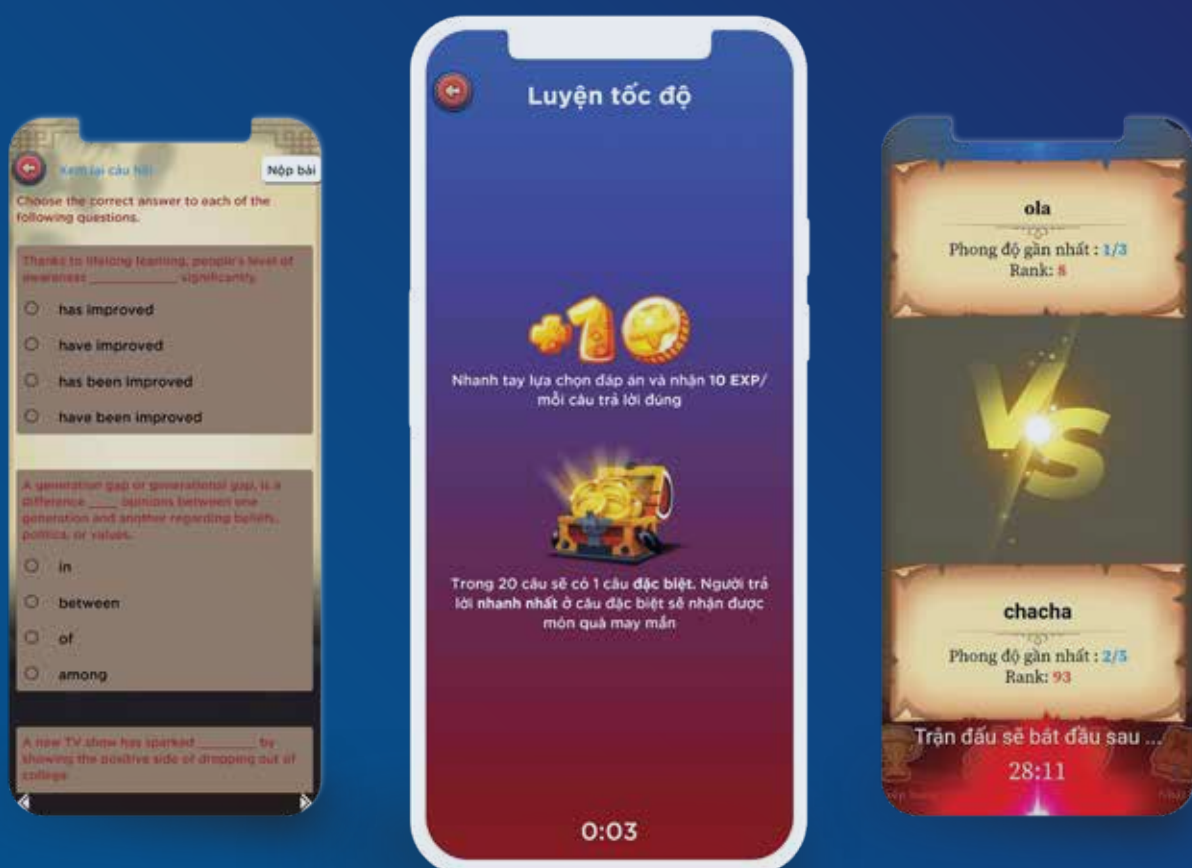 Xem lại câu hỏi
Nộp bài
Choose the correct answer to each of the
following questions.
Thanks to lifelong learning, people's level of
awareness ____________ significantly.
has improved
have improved
has been improved
have been improved
A generation gap or generational gap, is a
difference ____ opinions between one
generation and another regarding beliefs,
politics, or values.
in
between
of
among
A new TV show has sparked ________ by
showing the positive side of dropping out of
college
Luyện tốc độ
+10
Nhanh tay lựa chọn đáp án và nhận 10 EXP/
mỗi câu trả lời đúng
Trong 20 câu sẽ có 1 câu đặc biệt. Người trả
lời nhanh nhất ở câu đặc biệt sẽ nhận được
món quà may mắn
0:03
ola
Phong độ gần nhất : 1/3
Rank: 8
VS
chacha
Phong độ gần nhất : 2/5
Rank: 93
Trận đấu sẽ bắt đầu sau ...
28:11